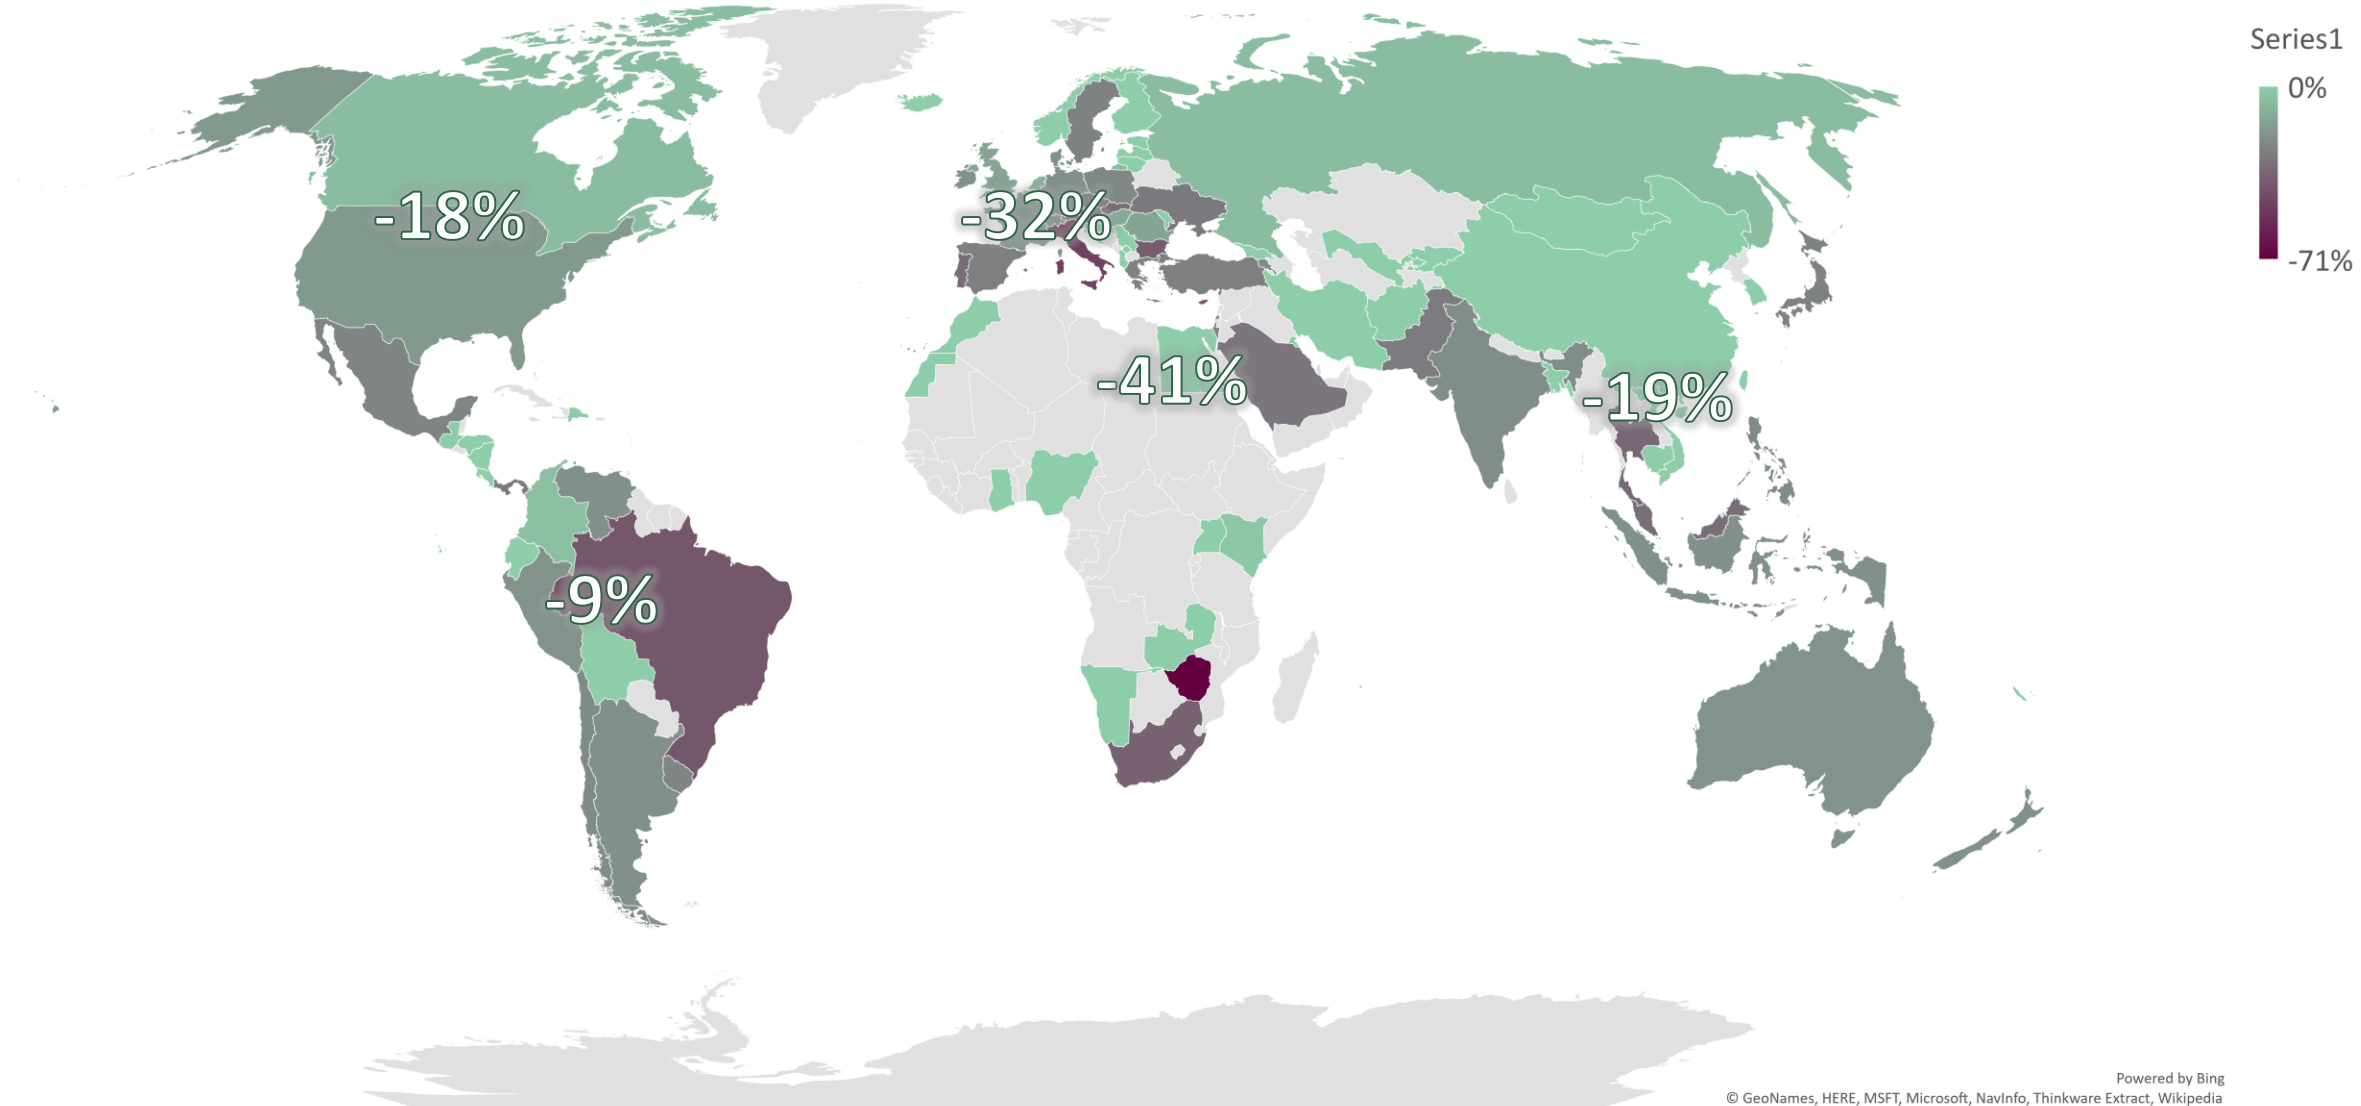 Series1
0%
-71%
-18%
-32%
-41%
-19%
-9%
Powered by Bing
© GeoNames, HERE, MSFT, Microsoft, NavInfo, Thinkware Extract, Wikipedia